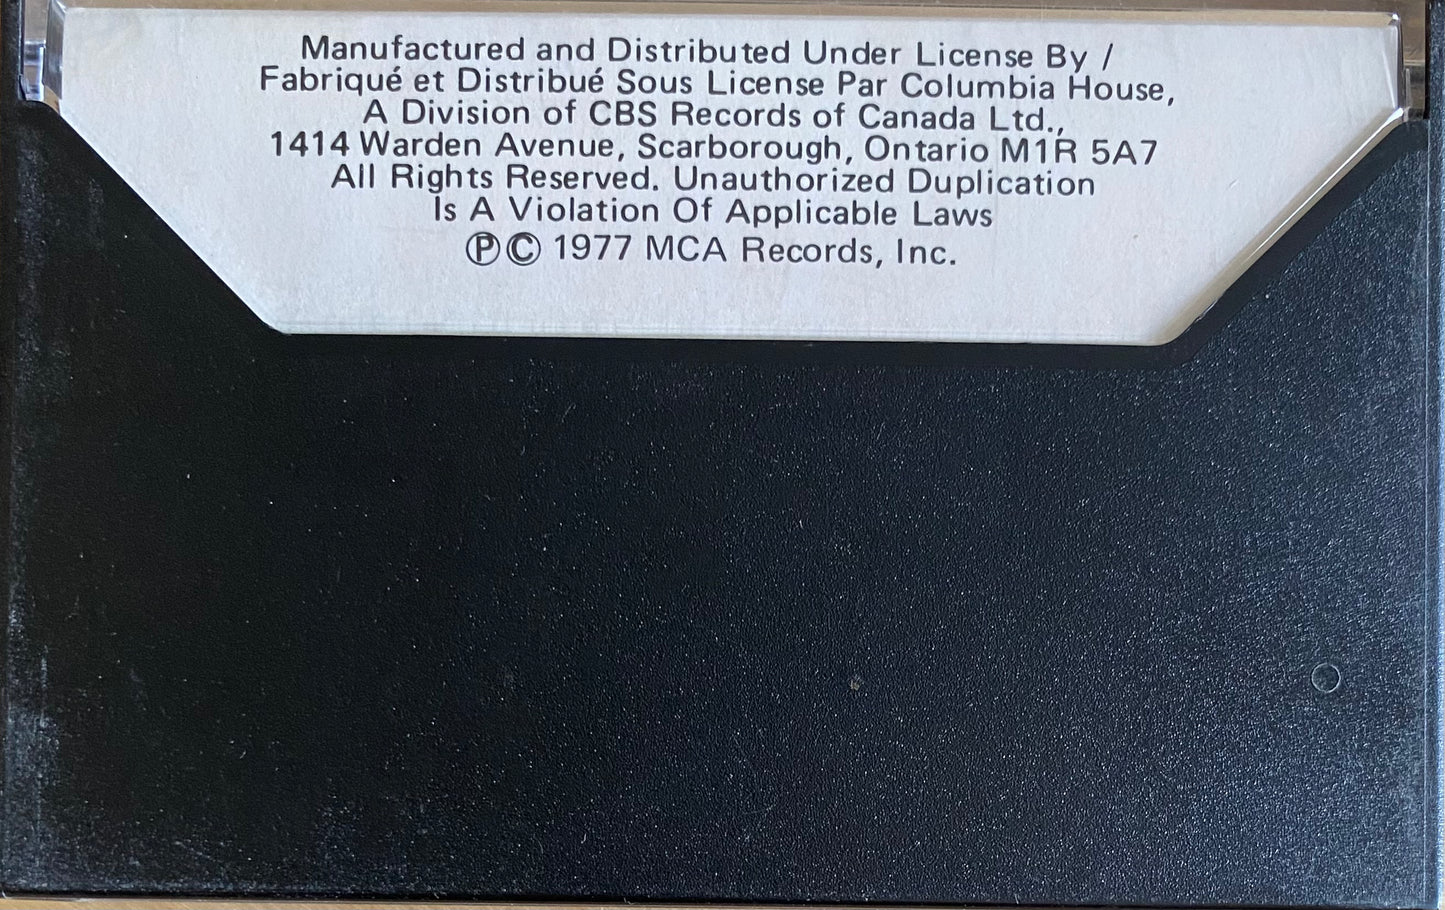 Manufactured and Distributed Under License By /
Fabriqué et Distribué Sous License Par Columbia House,
A Division of CBS Records of Canada Ltd.,
1414 Warden Avenue, Scarborough, Ontario M1R 5A7
All Rights Reserved. Unauthorized Duplication
Is A Violation Of Applicable Laws
Ⓟ© 1977 MCA Records, Inc.